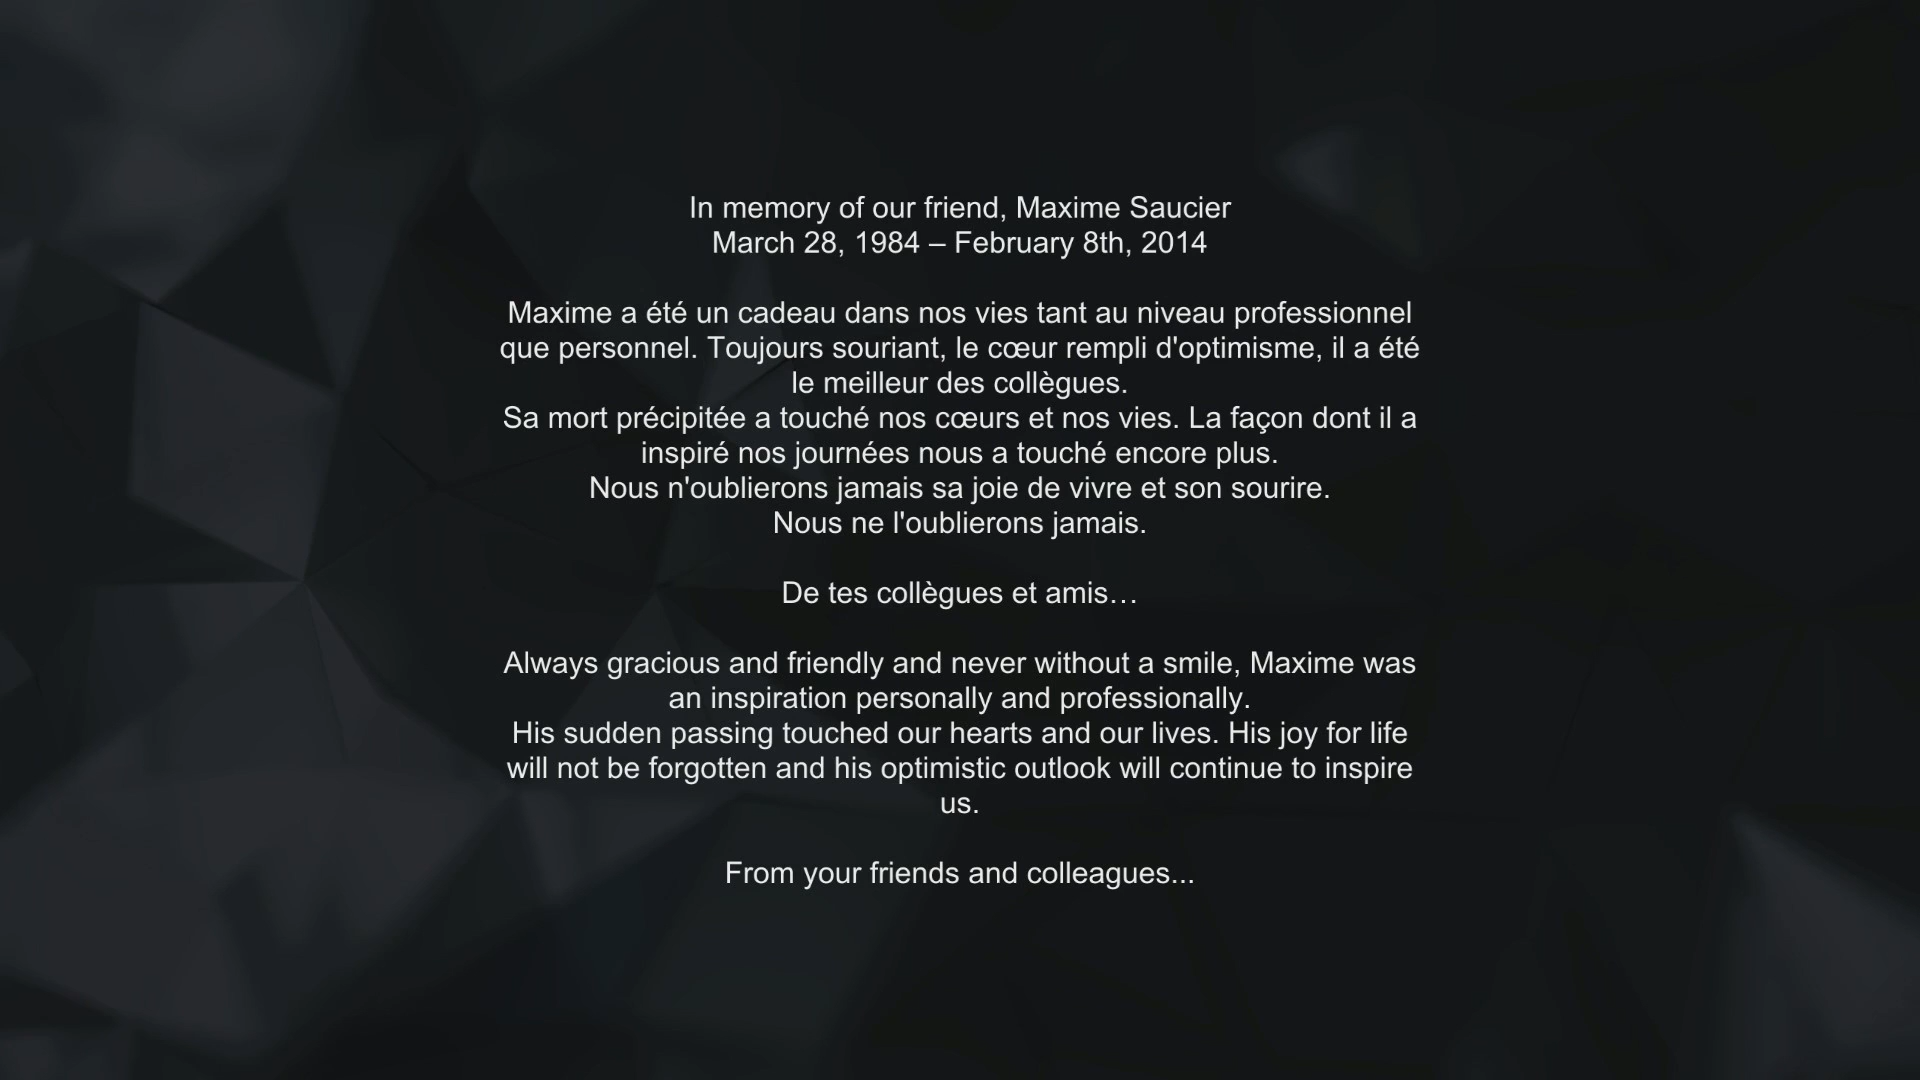 In memory of our friend, Maxime Saucier
March 28, 1984 – February 8th, 2014
Maxime a été un cadeau dans nos vies tant au niveau professionnel
que personnel. Toujours souriant, le cœur rempli d'optimisme, il a été
le meilleur des collègues.
Sa mort précipitée a touché nos cœurs et nos vies. La façon dont il a
inspiré nos journées nous a touché encore plus.
Nous n'oublierons jamais sa joie de vivre et son sourire.
Nous ne l'oublierons jamais.
De tes collègues et amis…
Always gracious and friendly and never without a smile, Maxime was
an inspiration personally and professionally.
His sudden passing touched our hearts and our lives. His joy for life
will not be forgotten and his optimistic outlook will continue to inspire
us.
From your friends and colleagues...